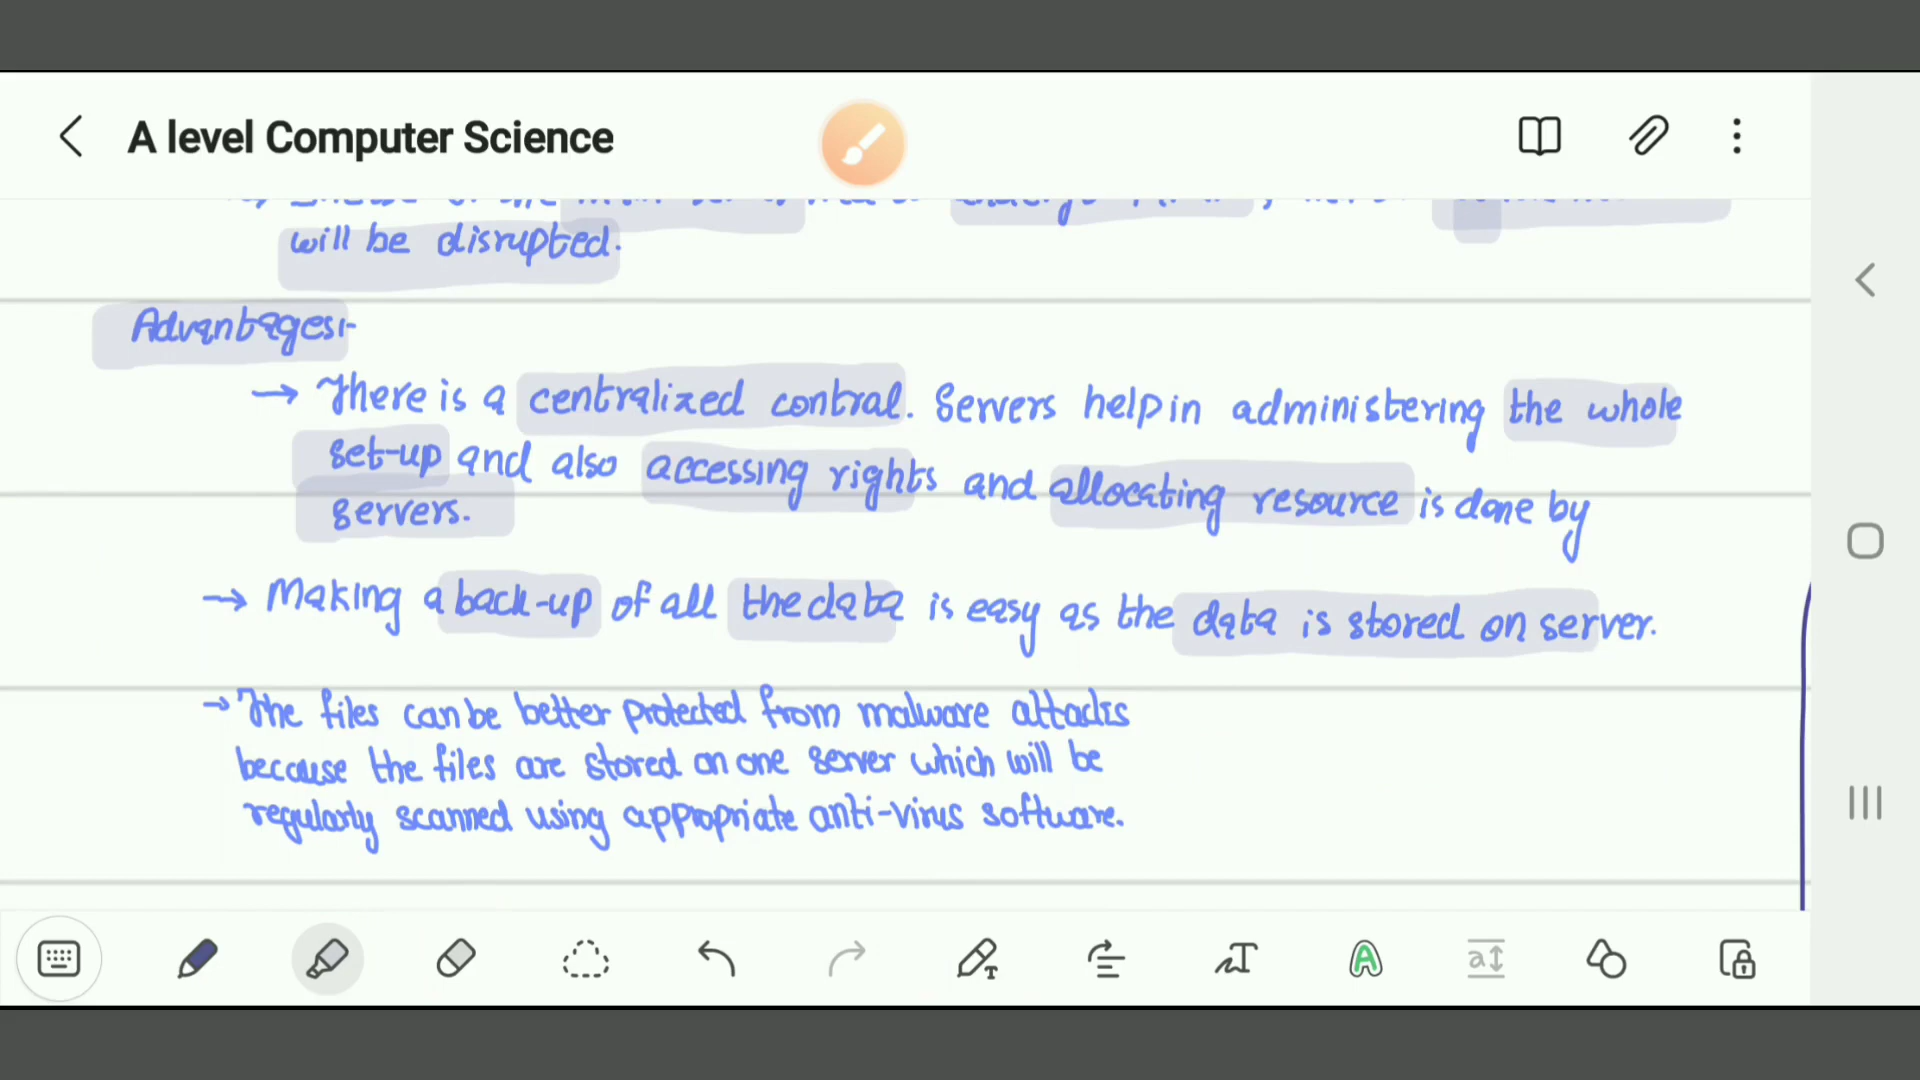 A level Computer Science
will be disrupted.
Advantages:-
→ There is a centralized control. Servers help in administering the whole
set-up and also accessing rights and allocating resource is done by
servers.
→ Making a back-up of all the data is easy as the data is stored on server.
→ The files can be better protected from malware attacks
because the files are stored on one server which will be
regularly scanned using appropriate anti-virus software.